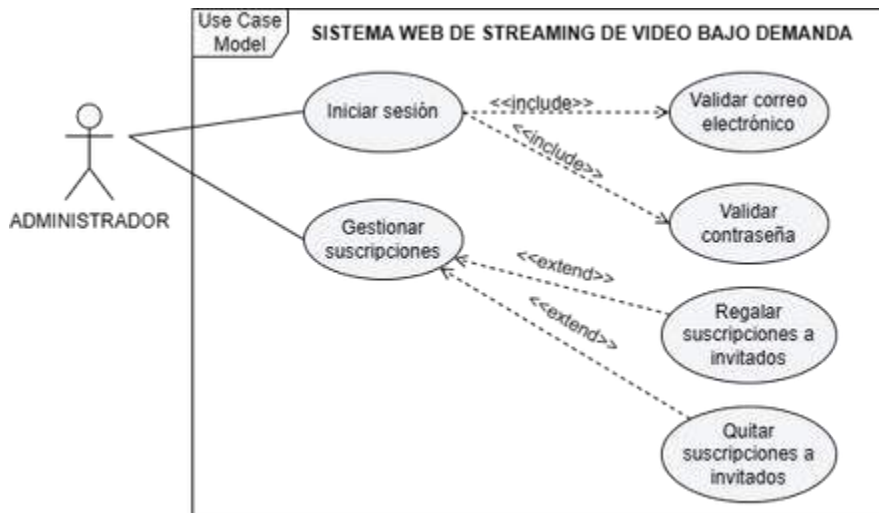 Use Case
Model
SISTEMA WEB DE STREAMING DE VIDEO BAJO DEMANDA
ADMINISTRADOR
Iniciar sesión
<<include>>
Validar correo
electrónico
<<include>>
Validar
contraseña
Gestionar
suscripciones
<<extend>>
Regalar
suscripciones a
invitados
<<extend>>
Quitar
suscripciones a
invitados